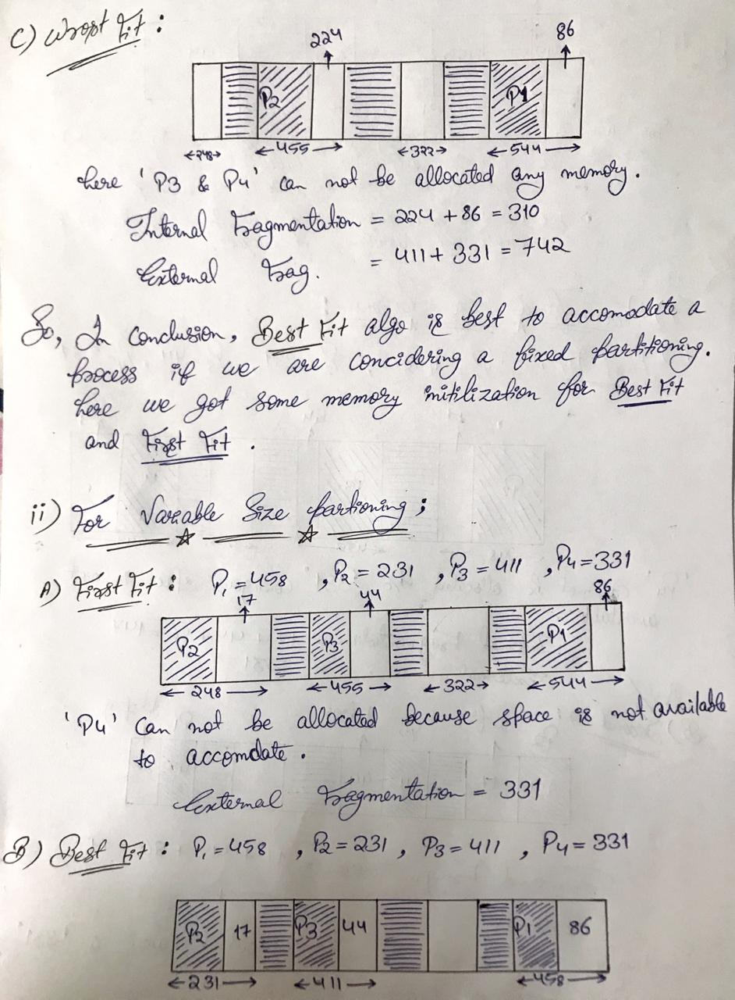 C) Worst Fit :
224 86
P2 P1
248 455 322 544
here 'P3 & P4' can not be allocated any memory.
Internal Fragmentation = 224 + 86 = 310
External Frag. = 411 + 331 = 742
So, In conclusion, Best Fit algo is best to accomodate a
process if we are concidering a fixed partitioning.
here we got some memory for Best Fit
and First Fit .
ii) For Variable Size partioning ;
A) First Fit : P1 = 458 , P2 = 231 , P3 = 411 , P4 = 331
17 44 86
P2 P3 P1
248 455 322 544
'P4' can not be allocated because space is not available
to accomdate .
External Fragmentation = 331
B) Best Fit : P1 = 458 , P2 = 231 , P3 = 411 , P4 = 331
P2 17 P3 44 P1 86
231 411 458